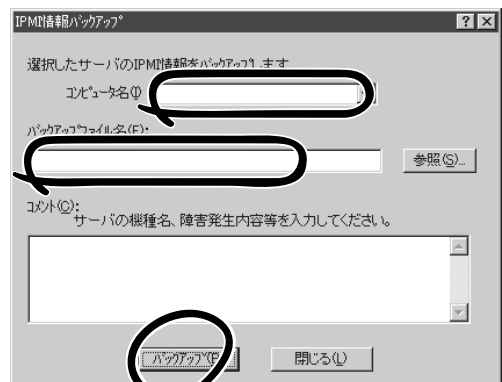 IPMI情報ﾊﾞｯｸｱｯﾌﾟ
選択したサーバのIPMI情報をﾊﾞｯｸｱｯﾌﾟします
ｺﾝﾋﾟｭｰﾀ名(I)
ﾊﾞｯｸｱｯﾌﾟﾌｧｲﾙ名(F):
参照(S)...
ｺﾒﾝﾄ(C):
サーバの機種名、障害発生内容等を入力してください。
ﾊﾞｯｸｱｯﾌﾟ(P) 閉じる(L)